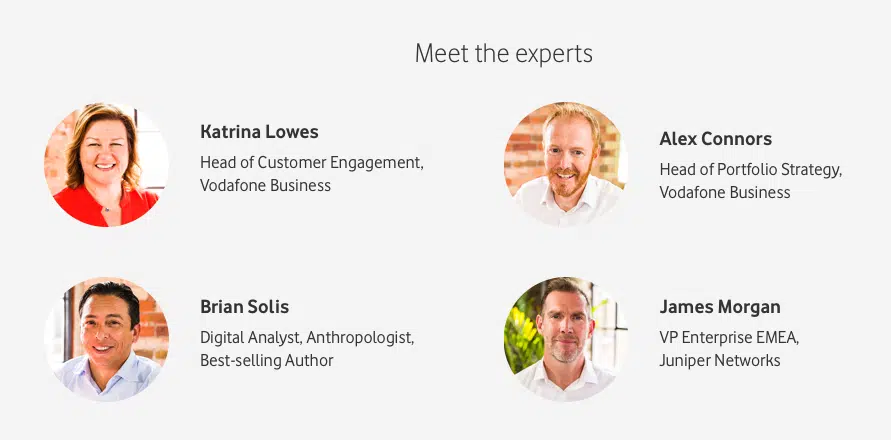 Meet the experts
Katrina Lowes
Head of Customer Engagement,
Vodafone Business
Alex Connors
Head of Portfolio Strategy,
Vodafone Business
Brian Solis
Digital Analyst, Anthropologist,
Best-selling Author
James Morgan
VP Enterprise EMEA,
Juniper Networks